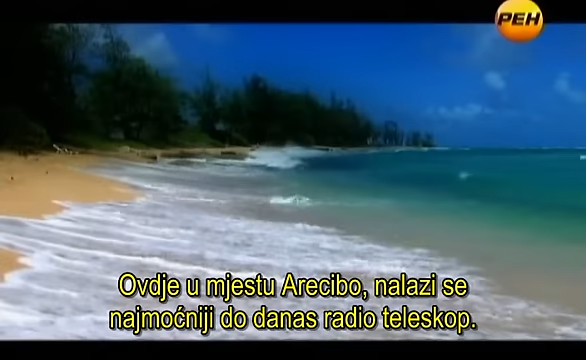 РЕН
Ovdje u mjestu Arecibo, nalazi se
najmoćniji do danas radio teleskop.